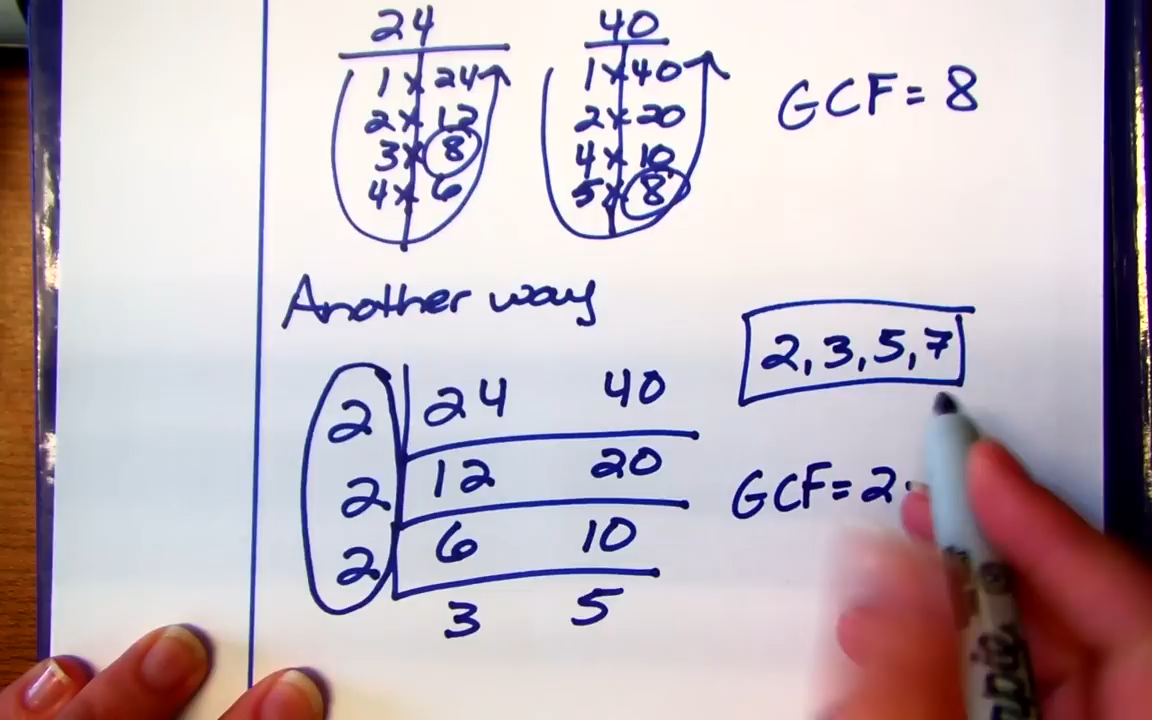 24 40
1 x 24 1 x 40
2 x 12 2 x 20
3 x 8 4 x 10
4 x 6 5 x 8
GCF = 8
Another way
2, 3, 5, 7
2 24 40
2 12 20
2 6 10
3 5
GCF = 2 ·